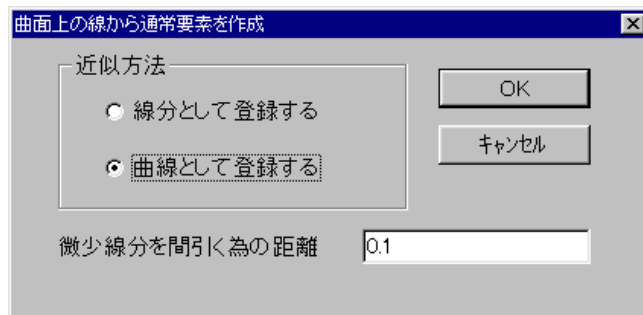 曲面上の線から通常要素を作成
近似方法
線分として登録する
曲線として登録する
OK
キャンセル
微少線分を間引く為の距離
0.1